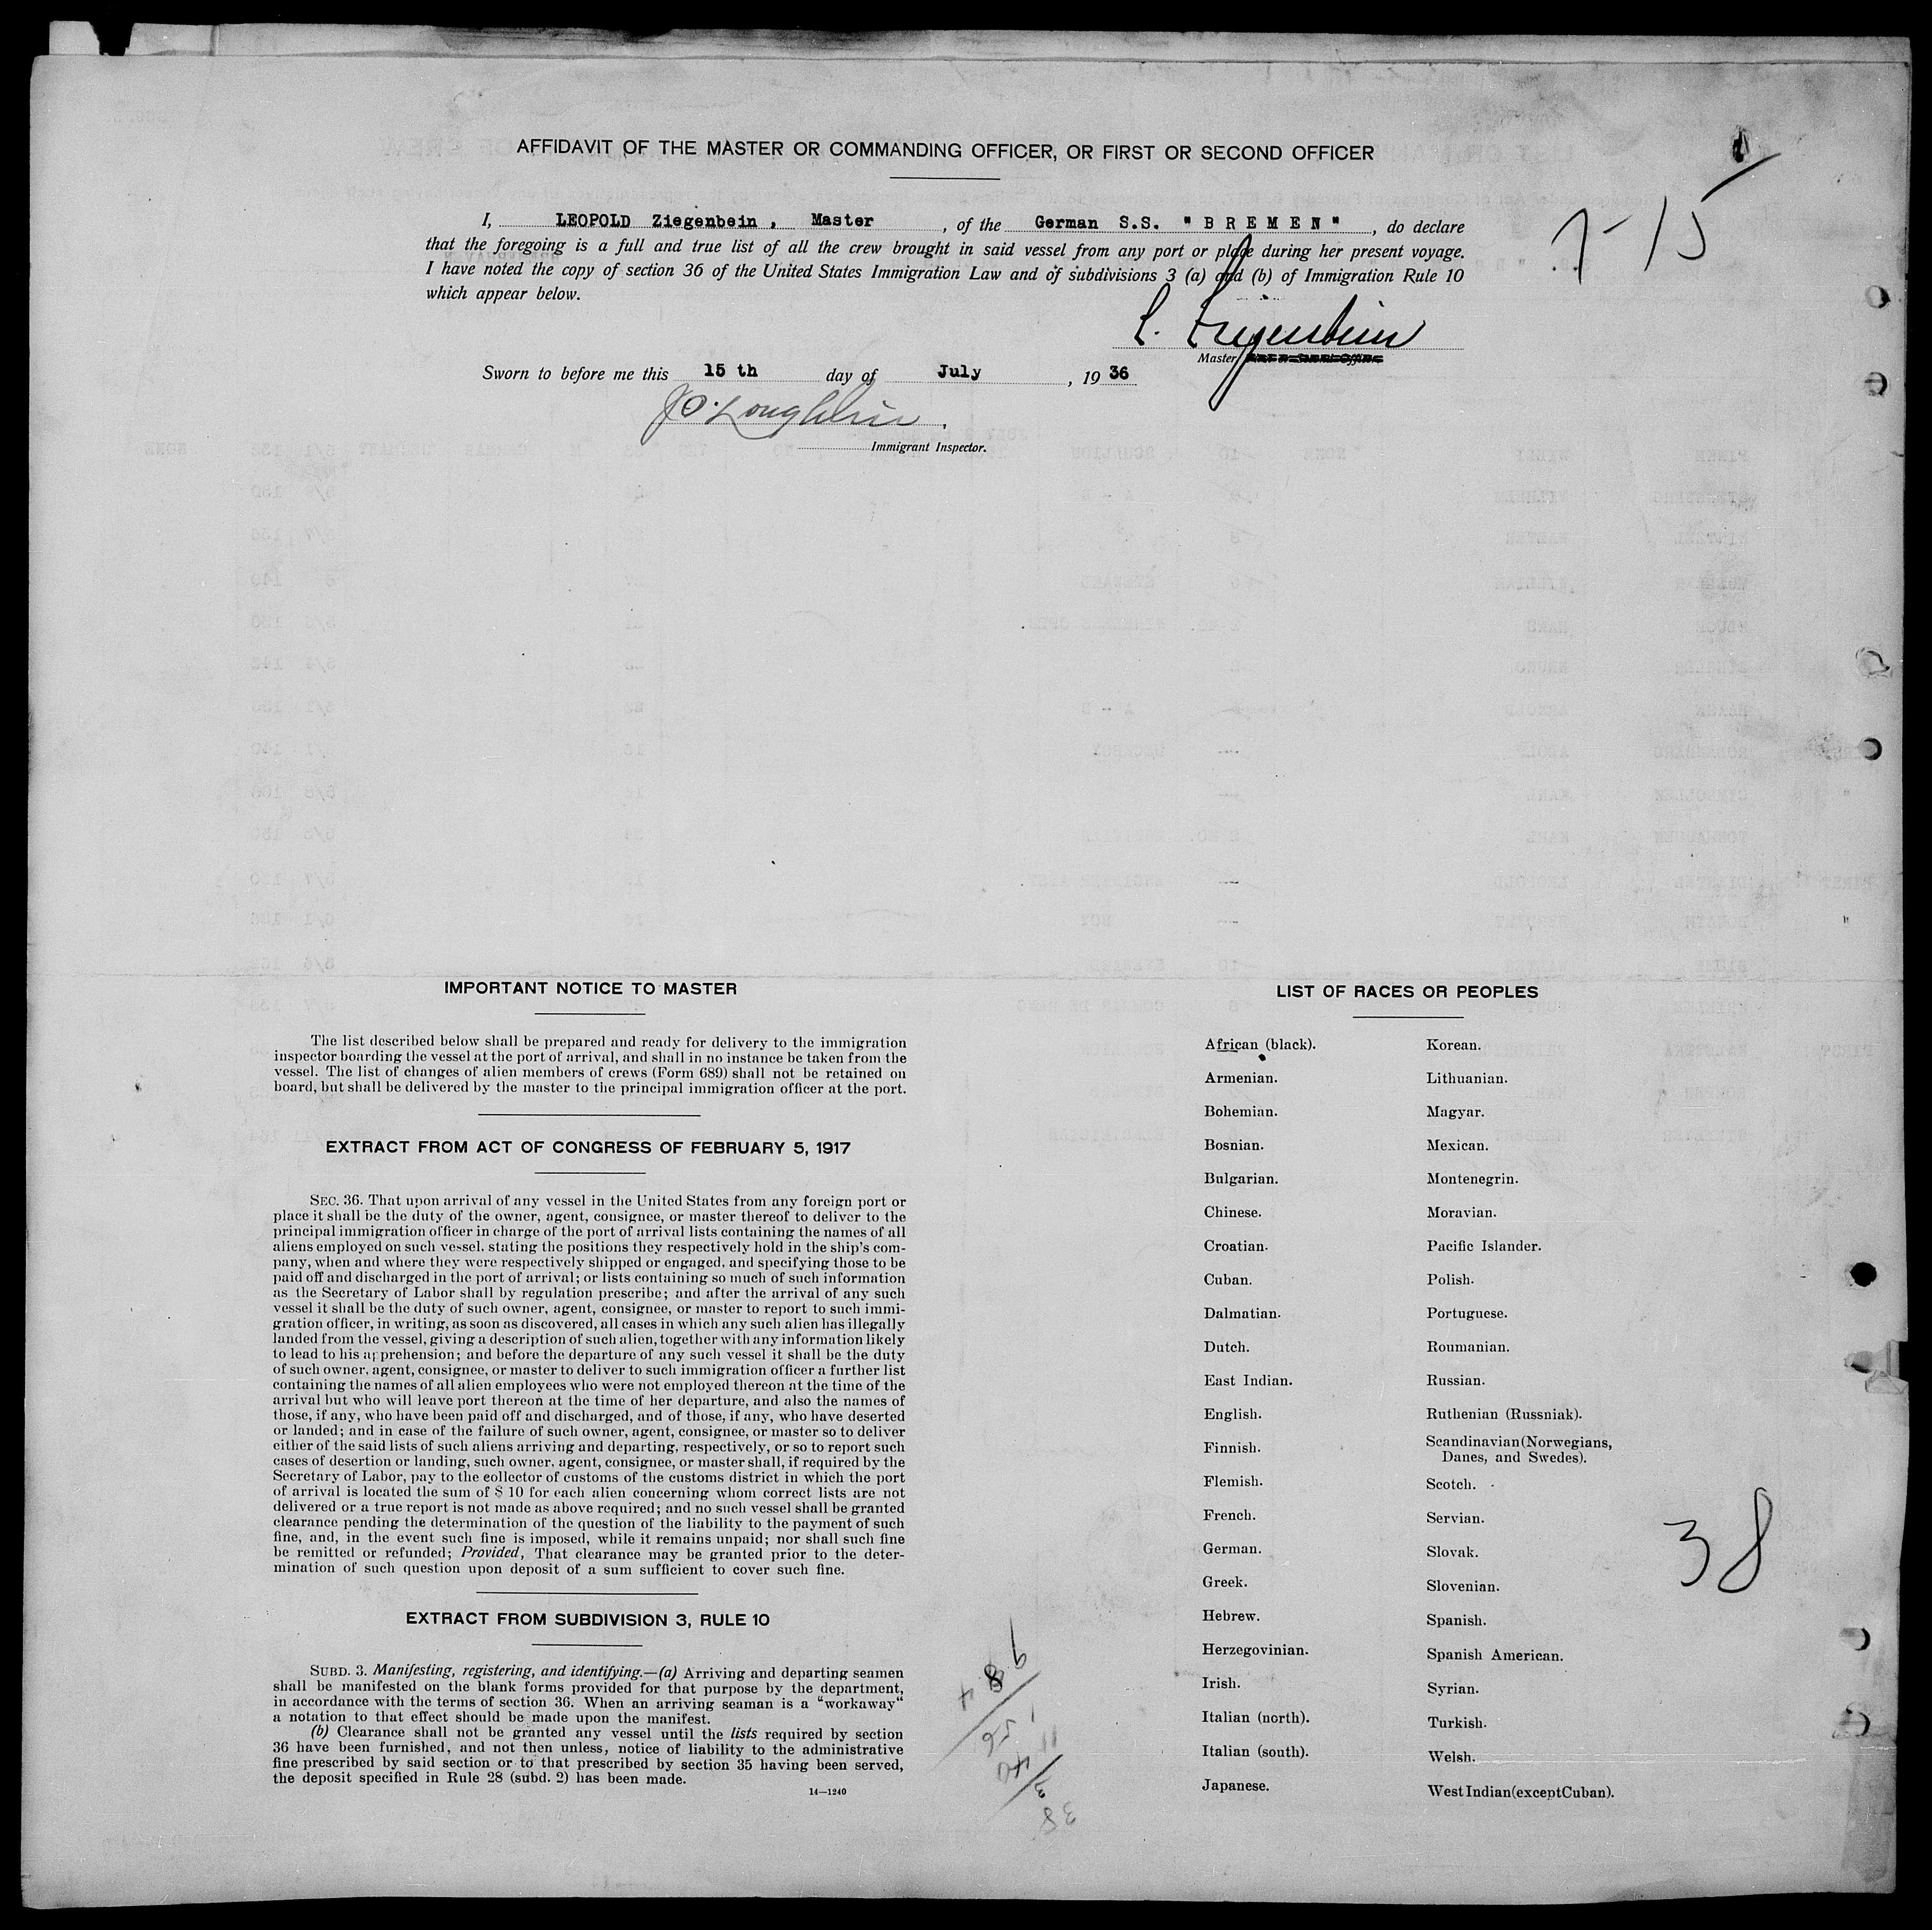 AFFIDAVIT OF THE MASTER OR COMMANDING OFFICER, OR FIRST OR SECOND OFFICER
I, LEOPOLD Ziegenbein , Master , of the German S.S. " B R E M E N " , do declare
that the foregoing is a full and true list of all the crew brought in said vessel from any port or place during her present voyage.
I have noted the copy of section 36 of the United States Immigration Law and of subdivisions 3 (a) and (b) of Immigration Rule 10
which appear below.
7-15
L. Ziegenbein
Master,
Sworn to before me this 15 th day of July , 19 36
Immigrant Inspector.
IMPORTANT NOTICE TO MASTER
The list described below shall be prepared and ready for delivery to the immigration
inspector boarding the vessel at the port of arrival, and shall in no instance be taken from the
vessel. The list of changes of alien members of crews (Form 689) shall not be retained on
board, but shall be delivered by the master to the principal immigration officer at the port.
EXTRACT FROM ACT OF CONGRESS OF FEBRUARY 5, 1917
SEC. 36. That upon arrival of any vessel in the United States from any foreign port or
place it shall be the duty of the owner, agent, consignee, or master thereof to deliver to the
principal immigration officer in charge of the port of arrival lists containing the names of all
aliens employed on such vessel, stating the positions they respectively hold in the ship's com-
pany, when and where they were respectively shipped or engaged, and specifying those to be
paid off and discharged in the port of arrival; or lists containing so much of such information
as the Secretary of Labor shall by regulation prescribe; and after the arrival of any such
vessel it shall be the duty of such owner, agent, consignee, or master to report to such immi-
gration officer, in writing, as soon as discovered, all cases in which any such alien has illegally
landed from the vessel, giving a description of such alien, together with any information likely
to lead to his apprehension; and before the departure of any such vessel it shall be the duty
of such owner, agent, consignee, or master to deliver to such immigration officer a further list
containing the names of all alien employees who were not employed thereon at the time of the
arrival but who will leave port thereon at the time of her departure, and also the names of
those, if any, who have been paid off and discharged, and of those, if any, who have deserted
or landed; and in case of the failure of such owner, agent, consignee, or master so to deliver
either of the said lists of such aliens arriving and departing, respectively, or so to report such
cases of desertion or landing, such owner, agent, consignee, or master shall, if required by the
Secretary of Labor, pay to the collector of customs of the customs district in which the port
of arrival is located the sum of $ 10 for each alien concerning whom correct lists are not
delivered or a true report is not made as above required; and no such vessel shall be granted
clearance pending the determination of the question of the liability to the payment of such
fine, and, in the event such fine is imposed, while it remains unpaid; nor shall such fine
be remitted or refunded; Provided, That clearance may be granted prior to the deter-
mination of such question upon deposit of a sum sufficient to cover such fine.
EXTRACT FROM SUBDIVISION 3, RULE 10
SUBD. 3. Manifesting, registering, and identifying.—(a) Arriving and departing seamen
shall be manifested on the blank forms provided for that purpose by the department,
in accordance with the terms of section 36. When an arriving seaman is a "workaway"
a notation to that effect should be made upon the manifest.
(b) Clearance shall not be granted any vessel until the lists required by section
36 have been furnished, and not then unless, notice of liability to the administrative
fine prescribed by said section or to that prescribed by section 35 having been served,
the deposit specified in Rule 28 (subd. 2) has been made.
14—1240
LIST OF RACES OR PEOPLES
African (black).
Armenian.
Bohemian.
Bosnian.
Bulgarian.
Chinese.
Croatian.
Cuban.
Dalmatian.
Dutch.
East Indian.
English.
Finnish.
Flemish.
French.
German.
Greek.
Hebrew.
Herzegovinian.
Irish.
Italian (north).
Italian (south).
Japanese.
Korean.
Lithuanian.
Magyar.
Mexican.
Montenegrin.
Moravian.
Pacific Islander.
Polish.
Portuguese.
Roumanian.
Russian.
Ruthenian (Russniak).
Scandinavian (Norwegians,
Danes, and Swedes).
Scotch.
Servian.
Slovak.
Slovenian.
Spanish.
Spanish American.
Syrian.
Turkish.
Welsh.
West Indian (except Cuban).
38